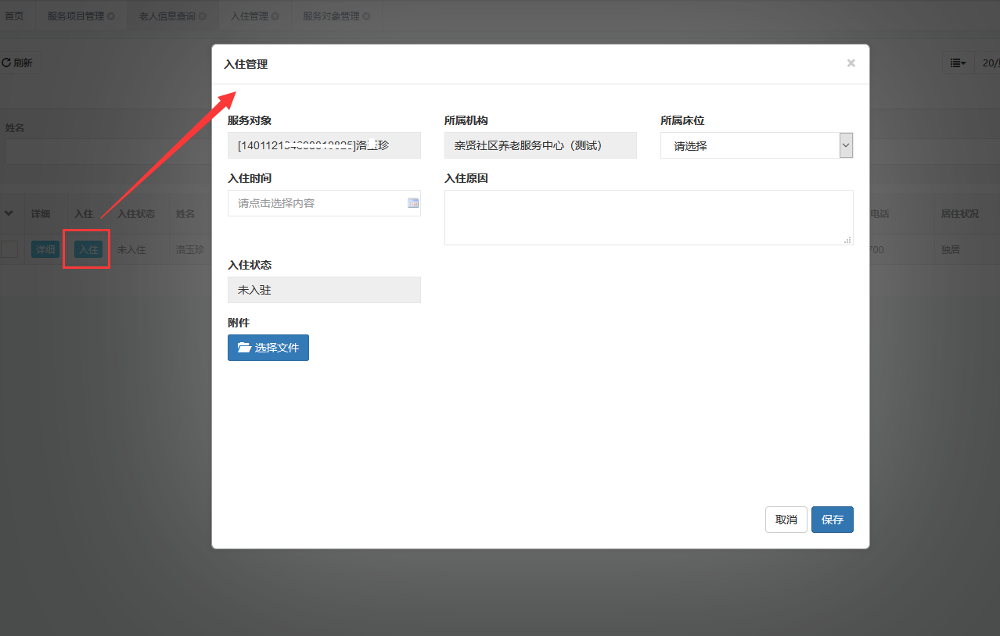 首页 服务项目管理 老人信息查询 入住管理 服务对象管理
刷新
20/
入住管理 ×
姓名
服务对象 所属机构 所属床位
洛玉珍 亲贤社区养老服务中心（测试） 请选择
入住时间 入住原因
请点击选择内容
详细 入住 入住状态 姓名 电话 居住状况
详细 入住 未入住 洛玉珍 700 独居
入住状态
未入驻
附件
选择文件
取消 保存